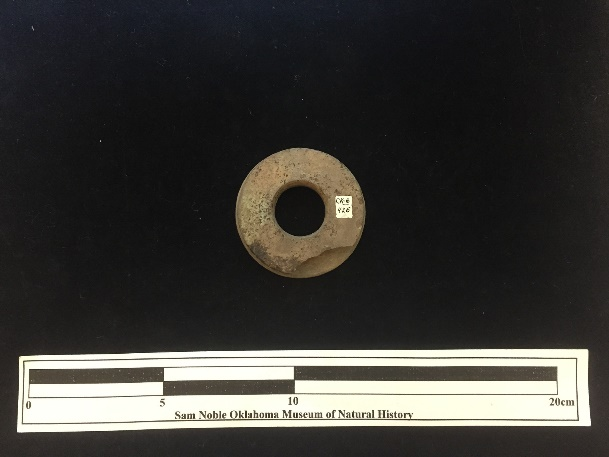 0 5 10 20cm
Sam Noble Oklahoma Museum of Natural History